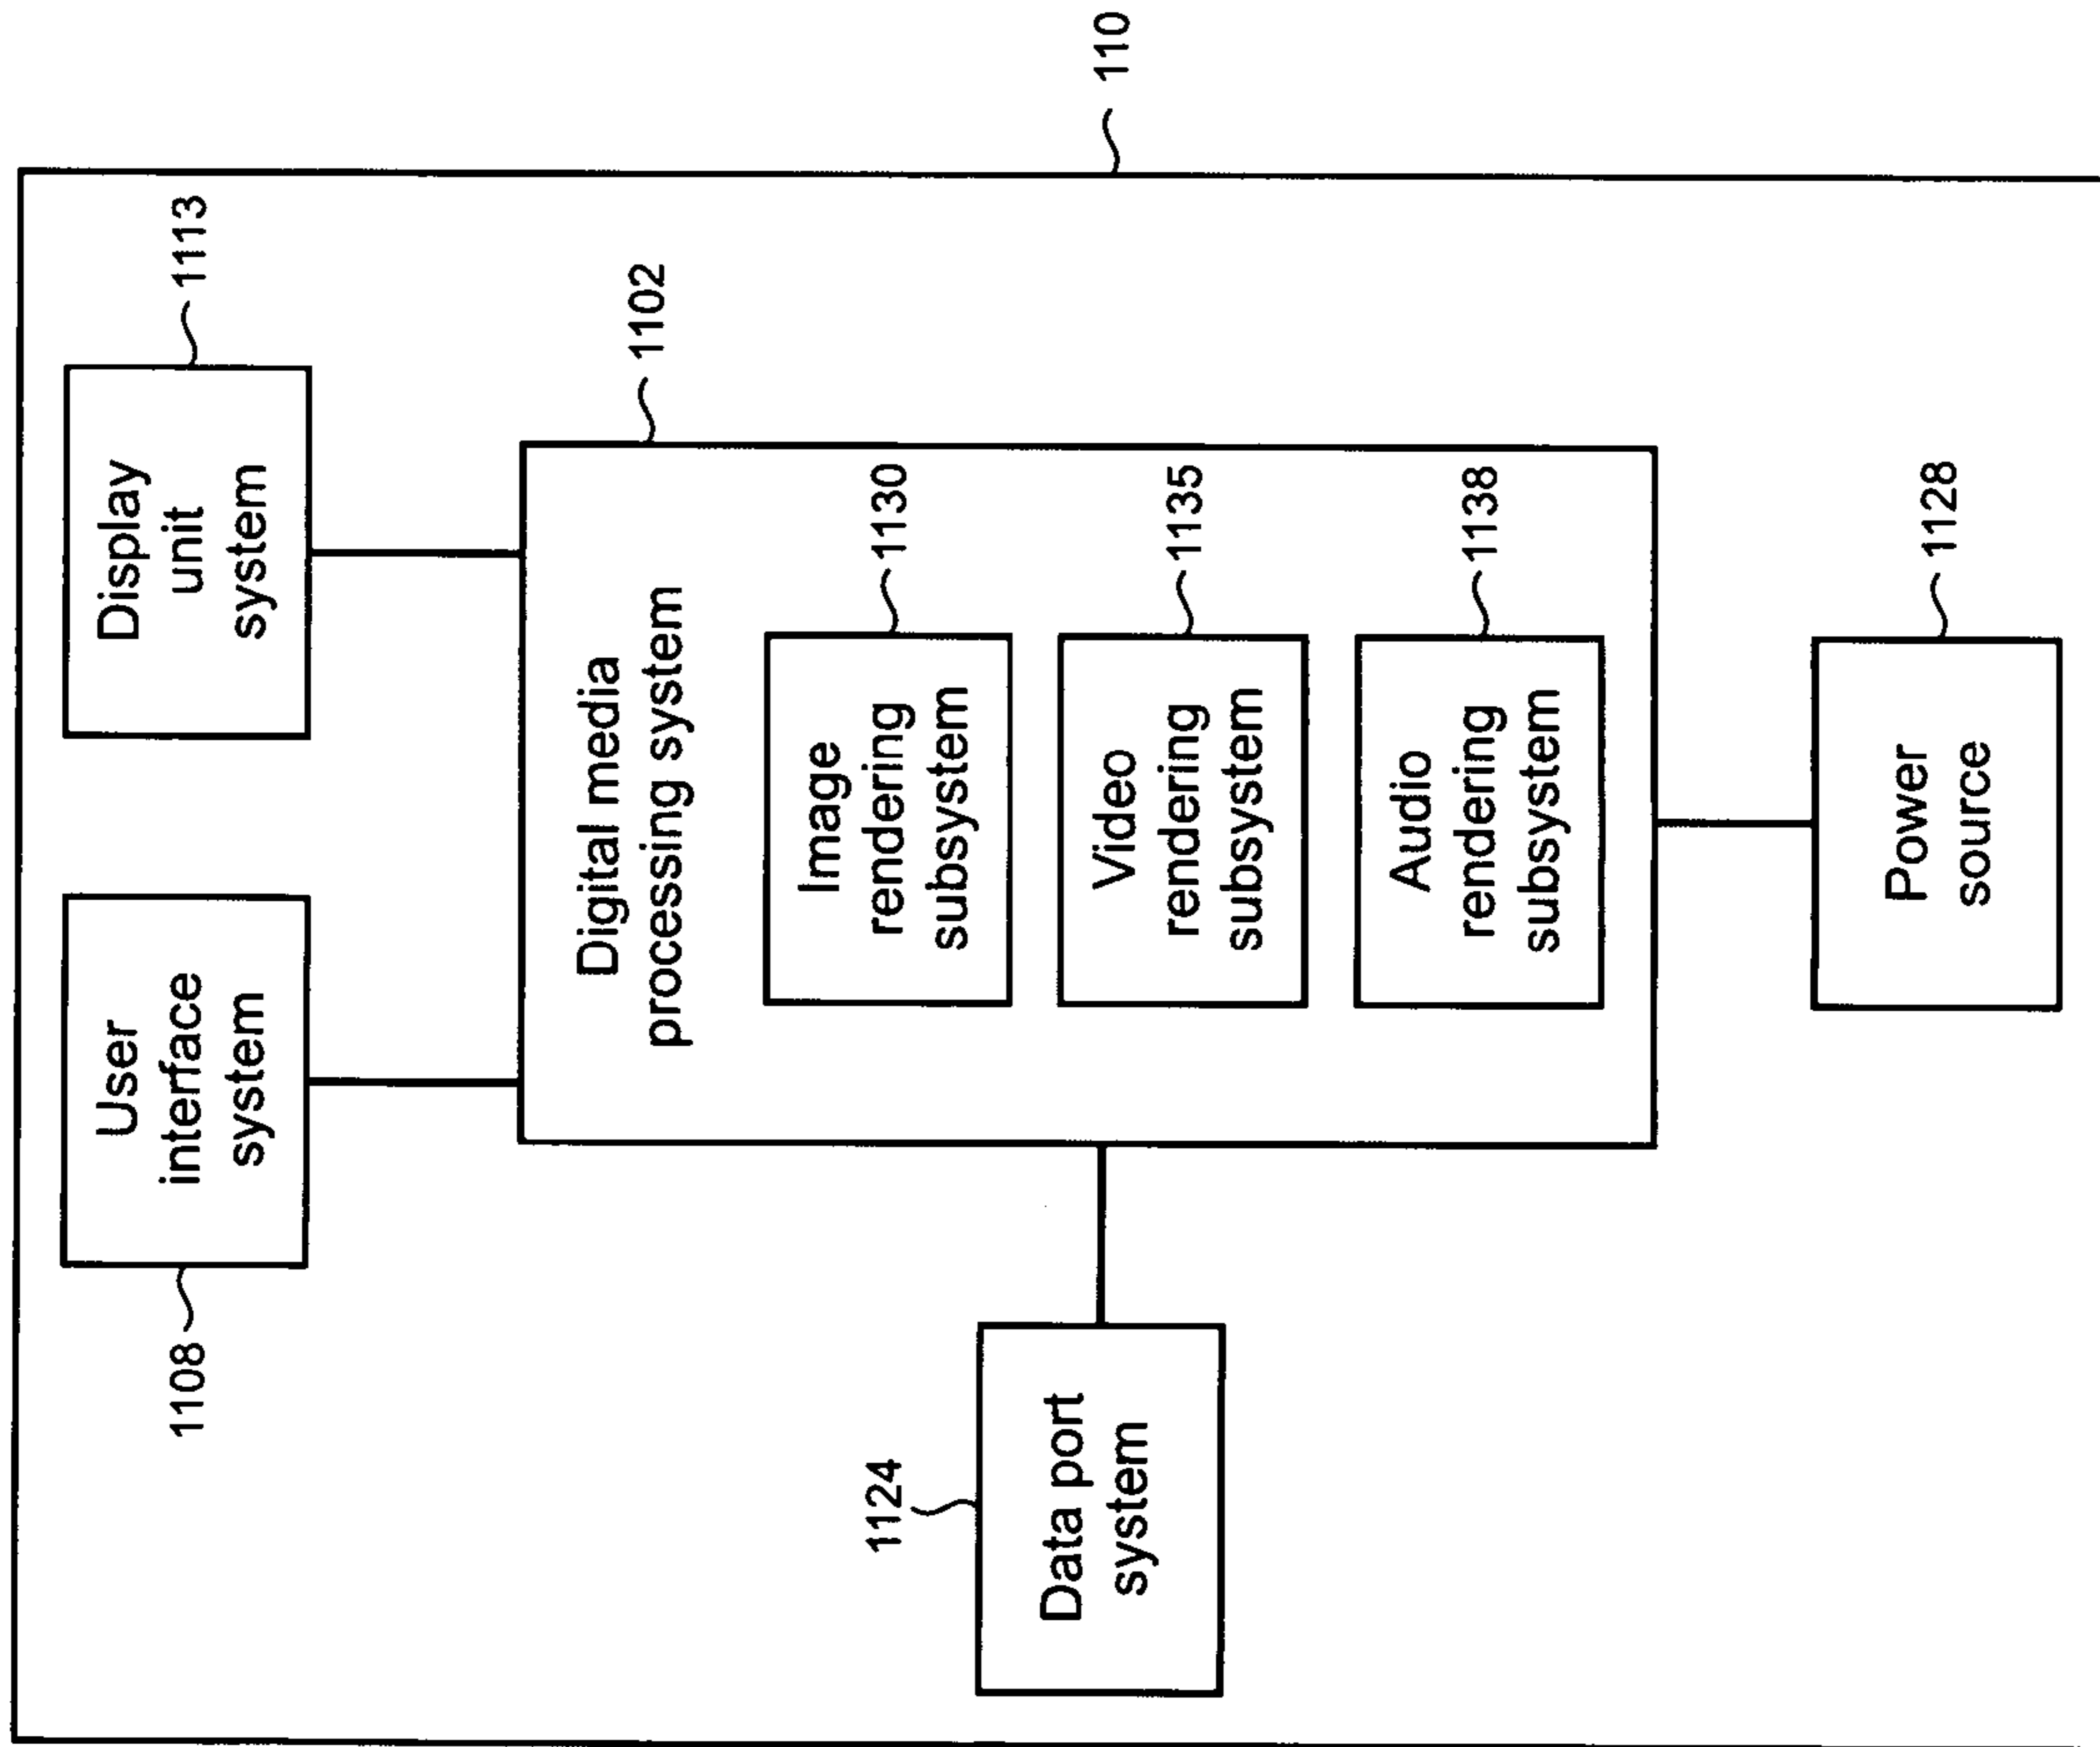 110
Display
unit
system
1113
User
interface
system
1108
Digital media
processing system
1102
Image
rendering
subsystem
1130
Video
rendering
subsystem
1135
Audio
rendering
subsystem
1138
Data port
system
1124
Power
source
1128